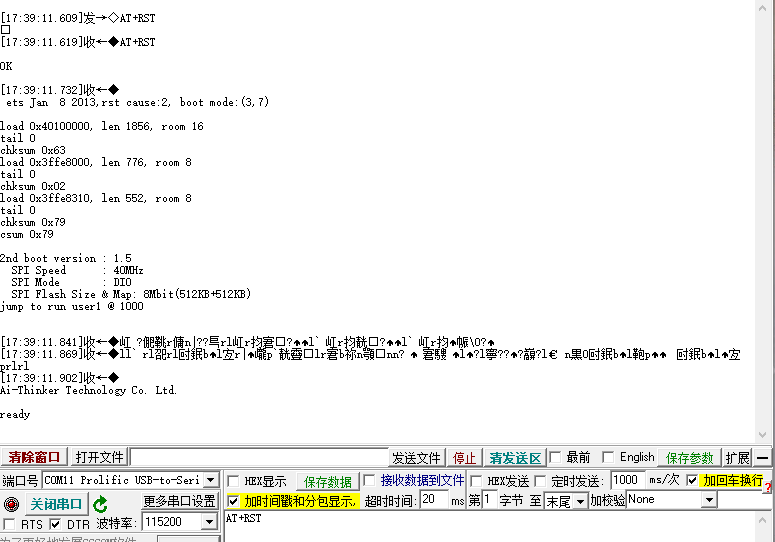 [17:39:11.609]发→◇AT+RST
□
[17:39:11.619]收←◆AT+RST
OK
[17:39:11.732]收←◆
ets Jan  8 2013,rst cause:2, boot mode:(3,7)
load 0x40100000, len 1856, room 16
tail 0
chksum 0x63
load 0x3ffe8000, len 776, room 8
tail 0
chksum 0x02
load 0x3ffe8310, len 552, room 8
tail 0
chksum 0x79
csum 0x79
2nd boot version : 1.5
SPI Speed      : 40MHz
SPI Mode       : DIO
SPI Flash Size & Map: 8Mbit(512KB+512KB)
jump to run user1 @ 1000
[17:39:11.841]收←◆
[17:39:11.869]收←◆
prlrl
[17:39:11.902]收←◆
Ai-Thinker Technology Co. Ltd.
ready
清除窗口 打开文件 发送文件 停止 清发送区 最前 English 保存参数 扩展 —
端口号 COM11 Prolific USB-to-Seri HEX显示 保存数据 接收数据到文件 HEX发送 定时发送: 1000 ms/次 加回车换行
关闭串口 更多串口设置 加时间戳和分包显示, 超时时间: 20 ms 第1 字节 至 末尾 加校验 None
RTS DTR 波特率: 115200 AT+RST